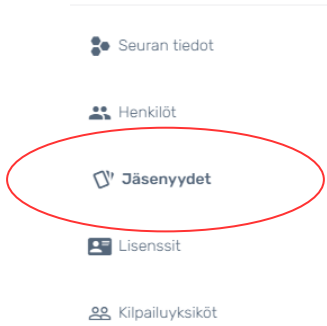 Seuran tiedot
Henkilöt
Jäsenyydet
Lisenssit
Kilpailuyksiköt